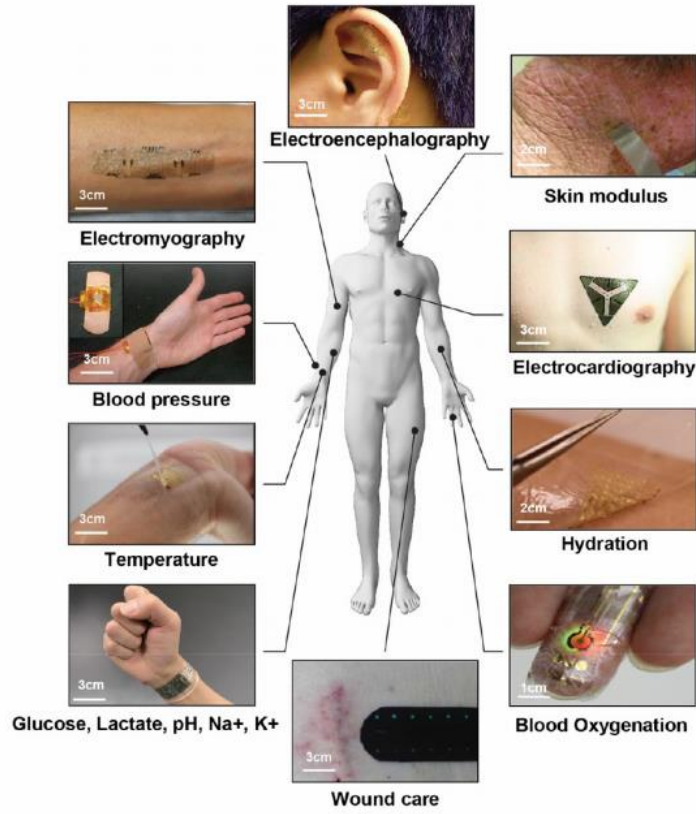 3cm
Electroencephalography
3cm
Electromyography
2cm
Skin modulus
3cm
Blood pressure
3cm
Electrocardiography
3cm
Temperature
2cm
Hydration
3cm
Glucose, Lactate, pH, Na+, K+
3cm
Wound care
1cm
Blood Oxygenation